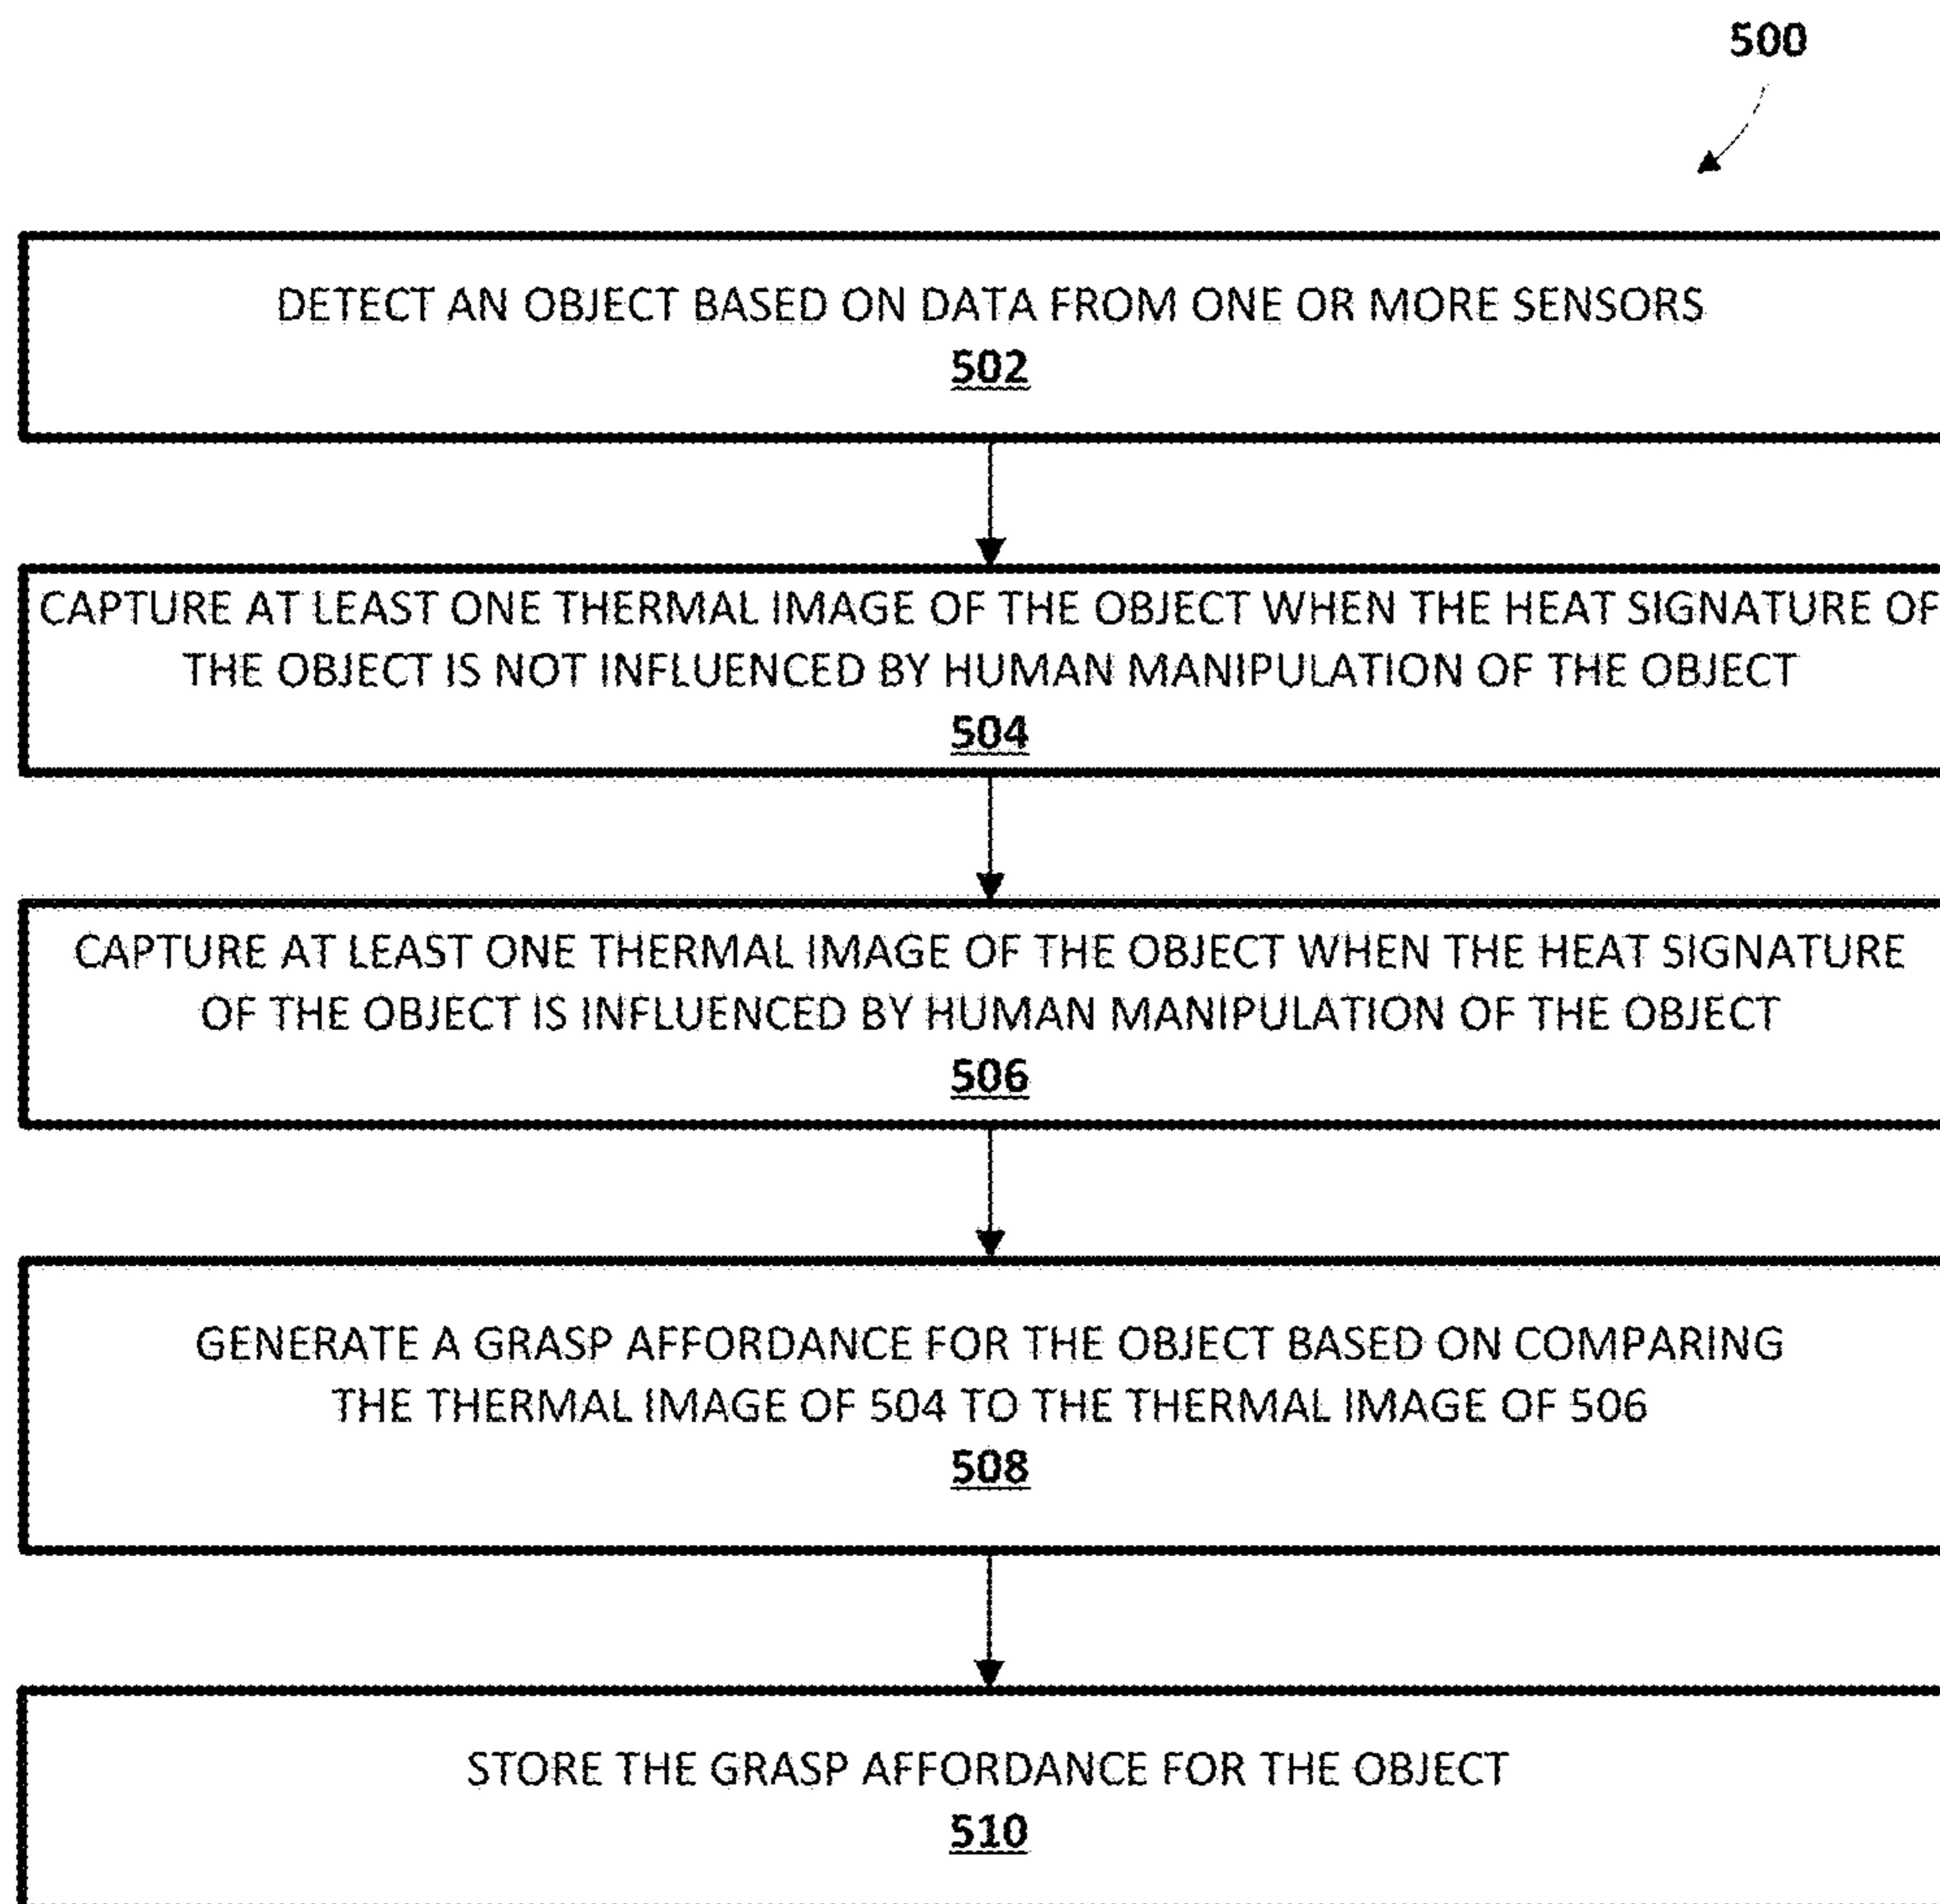 500
DETECT AN OBJECT BASED ON DATA FROM ONE OR MORE SENSORS
502
CAPTURE AT LEAST ONE THERMAL IMAGE OF THE OBJECT WHEN THE HEAT SIGNATURE OF
THE OBJECT IS NOT INFLUENCED BY HUMAN MANIPULATION OF THE OBJECT
504
CAPTURE AT LEAST ONE THERMAL IMAGE OF THE OBJECT WHEN THE HEAT SIGNATURE
OF THE OBJECT IS INFLUENCED BY HUMAN MANIPULATION OF THE OBJECT
506
GENERATE A GRASP AFFORDANCE FOR THE OBJECT BASED ON COMPARING
THE THERMAL IMAGE OF 504 TO THE THERMAL IMAGE OF 506
508
STORE THE GRASP AFFORDANCE FOR THE OBJECT
510